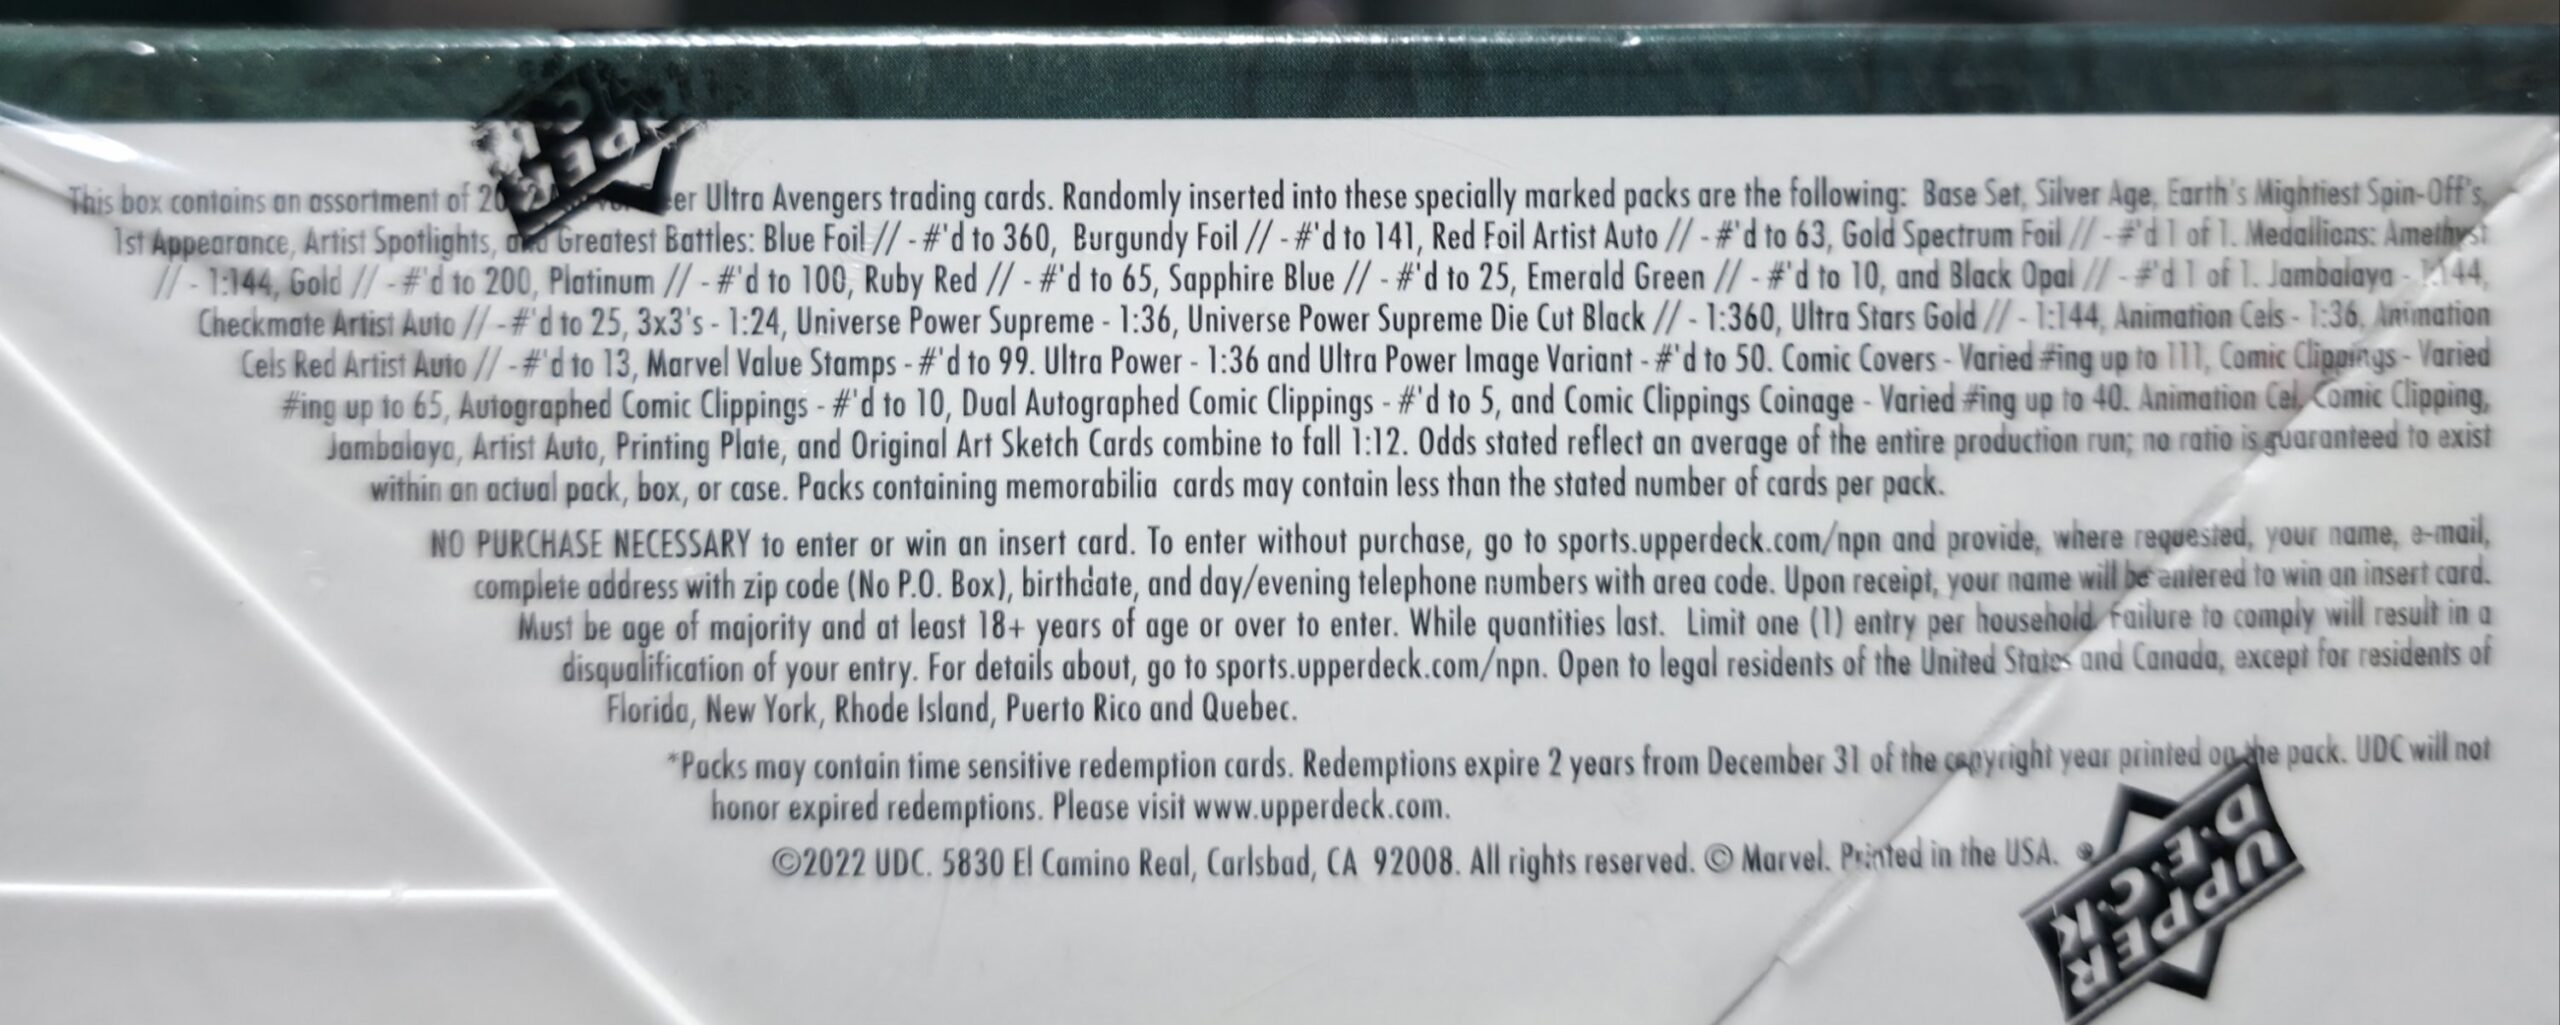 This box contains an assortment of Ultra Avengers trading cards. Randomly inserted into these specially marked packs are the following: Base Set, Silver Age, Earth's Mightiest Spin-Off's,
1st Appearance, Artist Spotlights, and Greatest Battles: Blue Foil // - #'d to 360, Burgundy Foil // - #'d to 141, Red Foil Artist Auto // - #'d to 63, Gold Spectrum Foil // - #'d 1 of 1. Medallions: Amethyst
// - 1:144, Gold // - #'d to 200, Platinum // - #'d to 100, Ruby Red // - #'d to 65, Sapphire Blue // - #'d to 25, Emerald Green // - #'d to 10, and Black Opal // - #'d 1 of 1. Jambalaya - 1:144,
Checkmate Artist Auto // - #'d to 25, 3x3's - 1:24, Universe Power Supreme - 1:36, Universe Power Supreme Die Cut Black // - 1:360, Ultra Stars Gold // - 1:144, Animation Cels - 1:36, Animation
Cels Red Artist Auto // - #'d to 13, Marvel Value Stamps - #'d to 99. Ultra Power - 1:36 and Ultra Power Image Variant - #'d to 50. Comic Covers - Varied #ing up to 111, Comic Clippings - Varied
#ing up to 65, Autographed Comic Clippings - #'d to 10, Dual Autographed Comic Clippings - #'d to 5, and Comic Clippings Coinage - Varied #ing up to 40. Animation Cel, Comic Clipping,
Jambalaya, Artist Auto, Printing Plate, and Original Art Sketch Cards combine to fall 1:12. Odds stated reflect an average of the entire production run; no ratio is guaranteed to exist
within an actual pack, box, or case. Packs containing memorabilia cards may contain less than the stated number of cards per pack.
NO PURCHASE NECESSARY to enter or win an insert card. To enter without purchase, go to sports.upperdeck.com/npn and provide, where requested, your name, e-mail,
complete address with zip code (No P.O. Box), birthdate, and day/evening telephone numbers with area code. Upon receipt, your name will be entered to win an insert card.
Must be age of majority and at least 18+ years of age or over to enter. While quantities last. Limit one (1) entry per household. Failure to comply will result in a
disqualification of your entry. For details about, go to sports.upperdeck.com/npn. Open to legal residents of the United States and Canada, except for residents of
Florida, New York, Rhode Island, Puerto Rico and Quebec.
*Packs may contain time sensitive redemption cards. Redemptions expire 2 years from December 31 of the copyright year printed on the pack. UDC will not
honor expired redemptions. Please visit www.upperdeck.com.
©2022 UDC. 5830 El Camino Real, Carlsbad, CA 92008. All rights reserved. © Marvel. Printed in the USA.
UPPER
DECK